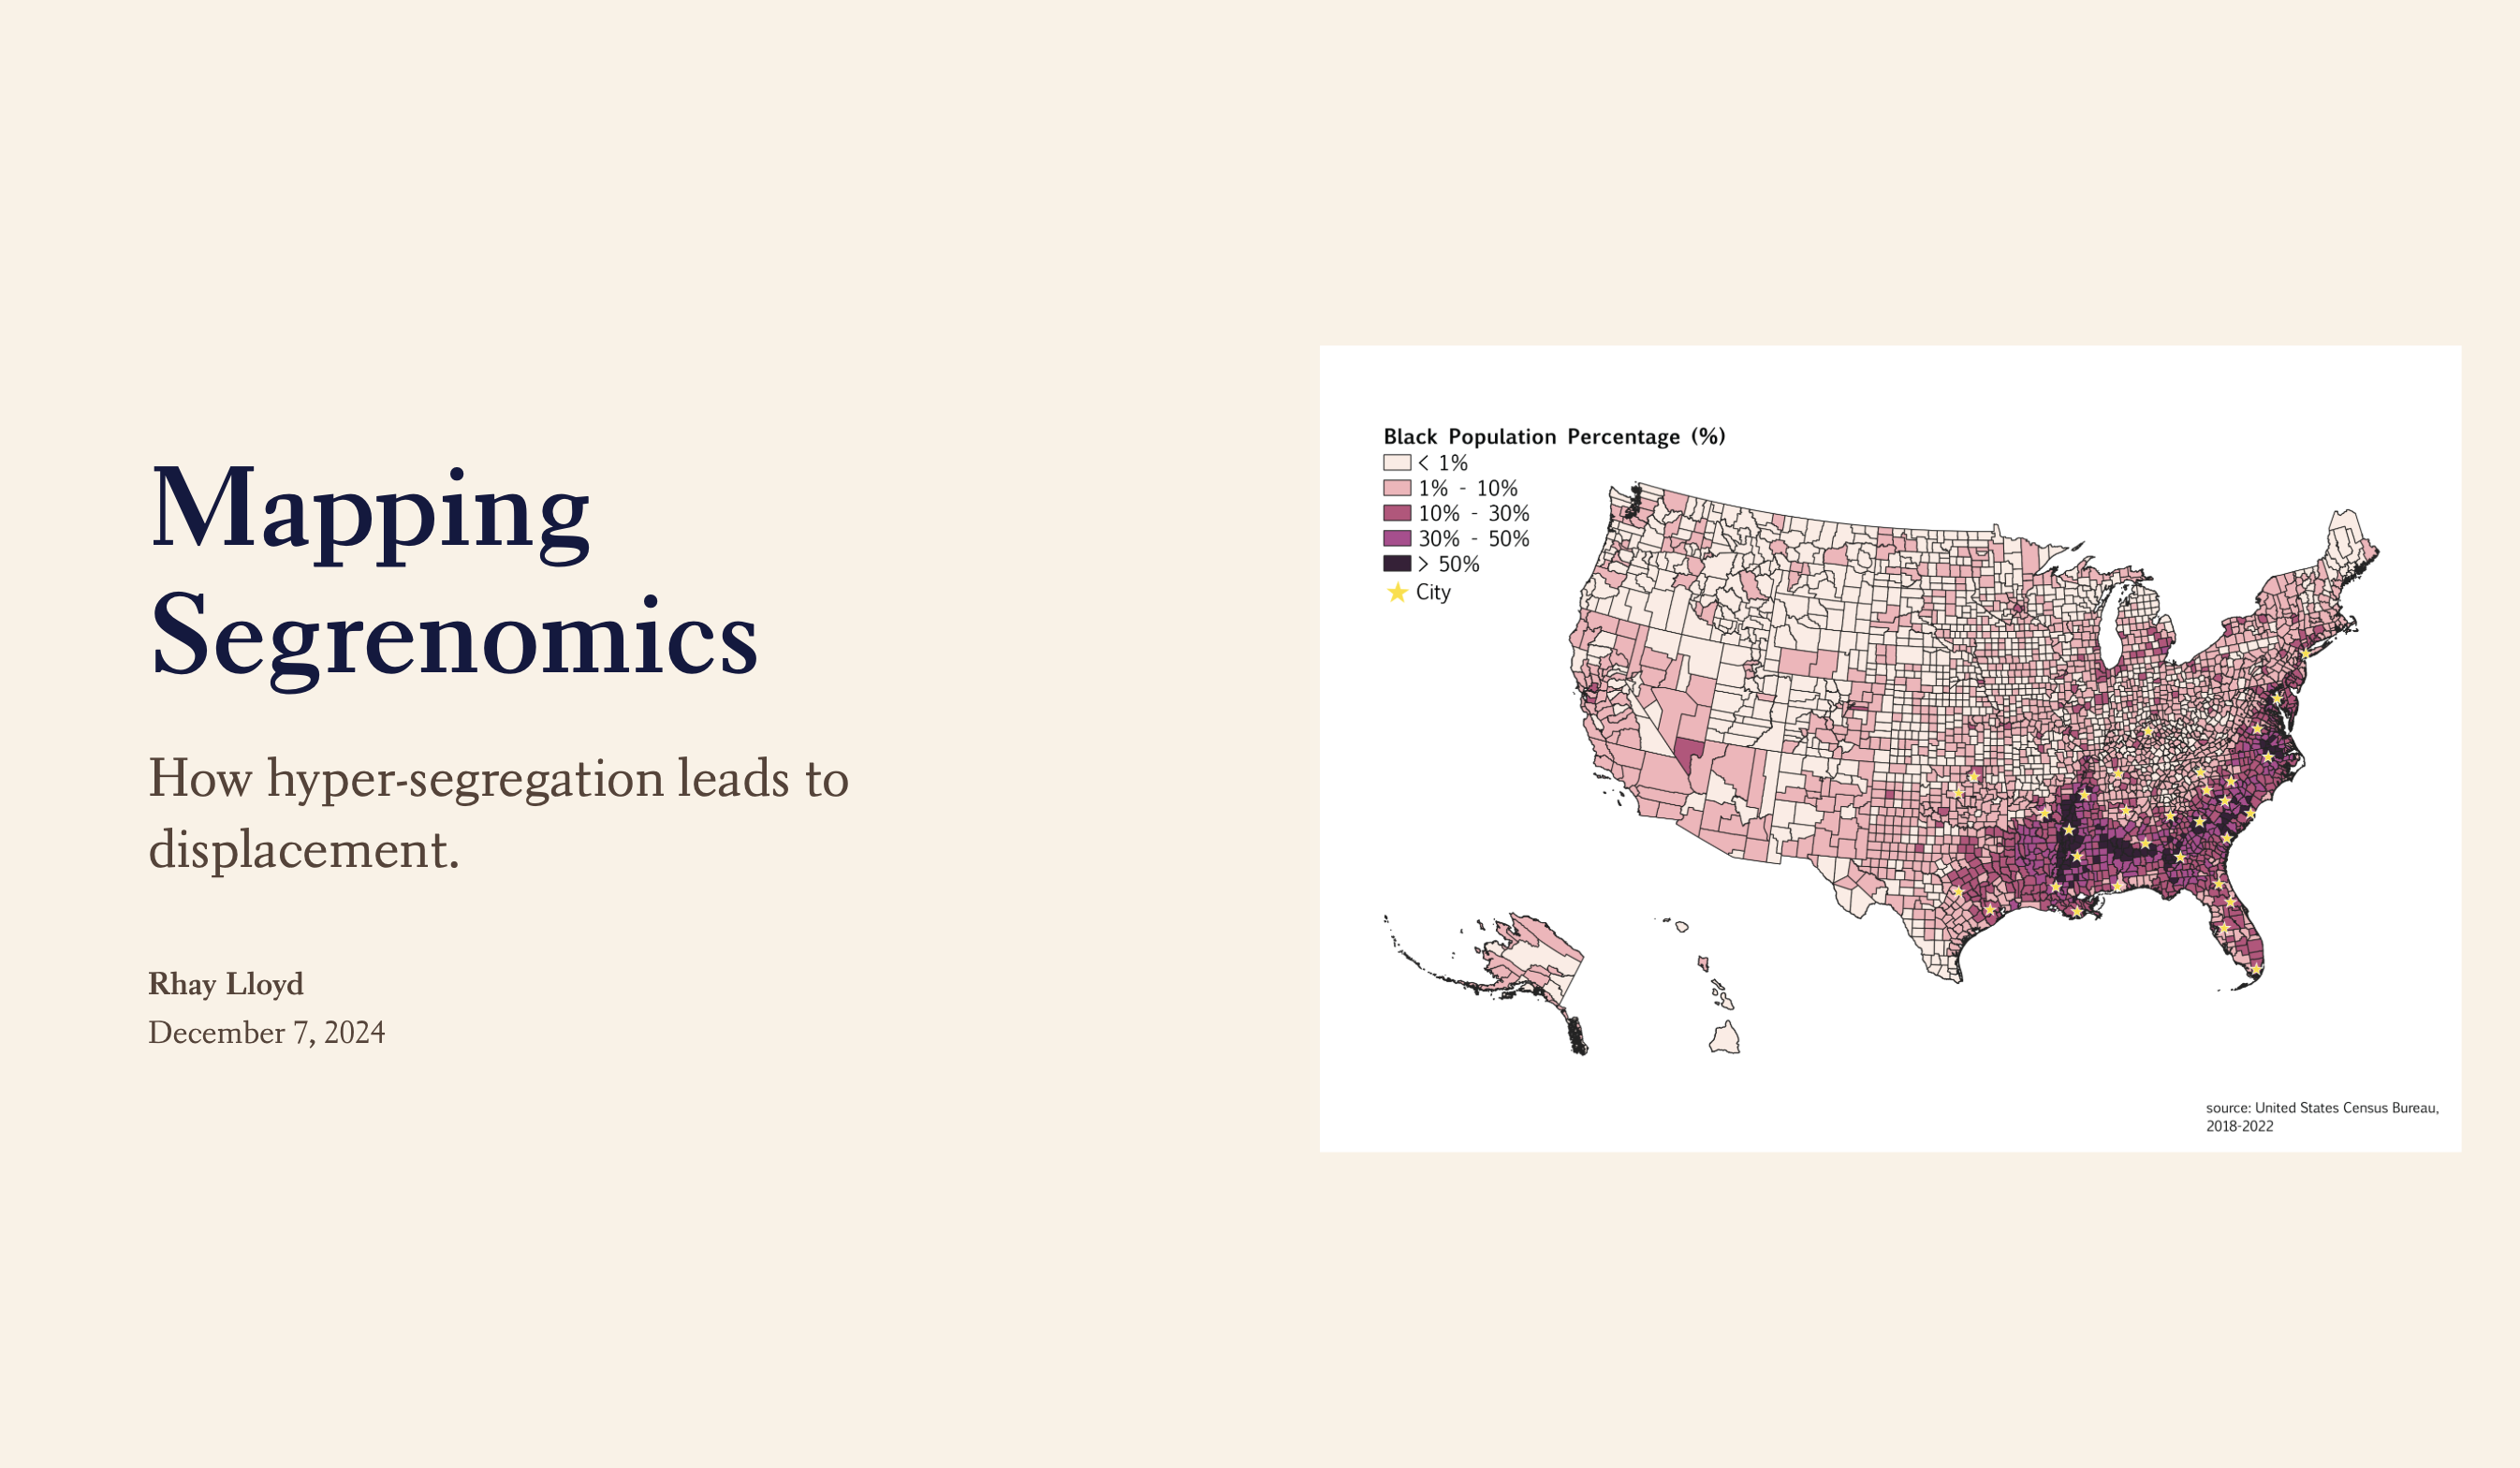 Mapping
Segrenomics
How hyper-segregation leads to
displacement.
Rhay Lloyd
December 7, 2024
Black Population Percentage (%)
< 1%
1% - 10%
10% - 30%
30% - 50%
> 50%
City
source: United States Census Bureau,
2018-2022